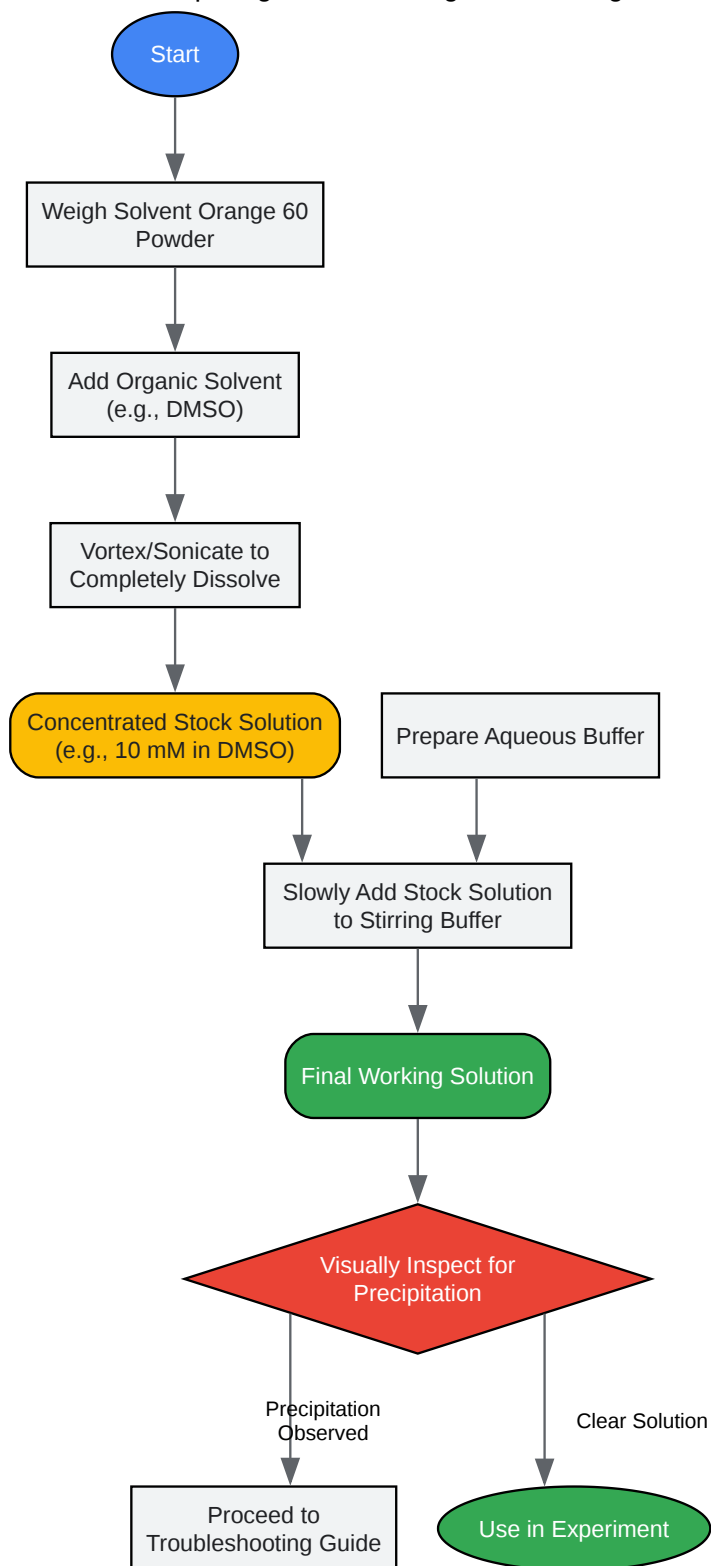 Start
Weigh Solvent Orange 60
Powder
Add Organic Solvent
(e.g., DMSO)
Vortex/Sonicate to
Completely Dissolve
Concentrated Stock Solution
(e.g., 10 mM in DMSO)
Prepare Aqueous Buffer
Slowly Add Stock Solution
to Stirring Buffer
Final Working Solution
Visually Inspect for
Precipitation
Precipitation
Observed
Clear Solution
Proceed to
Troubleshooting Guide
Use in Experiment